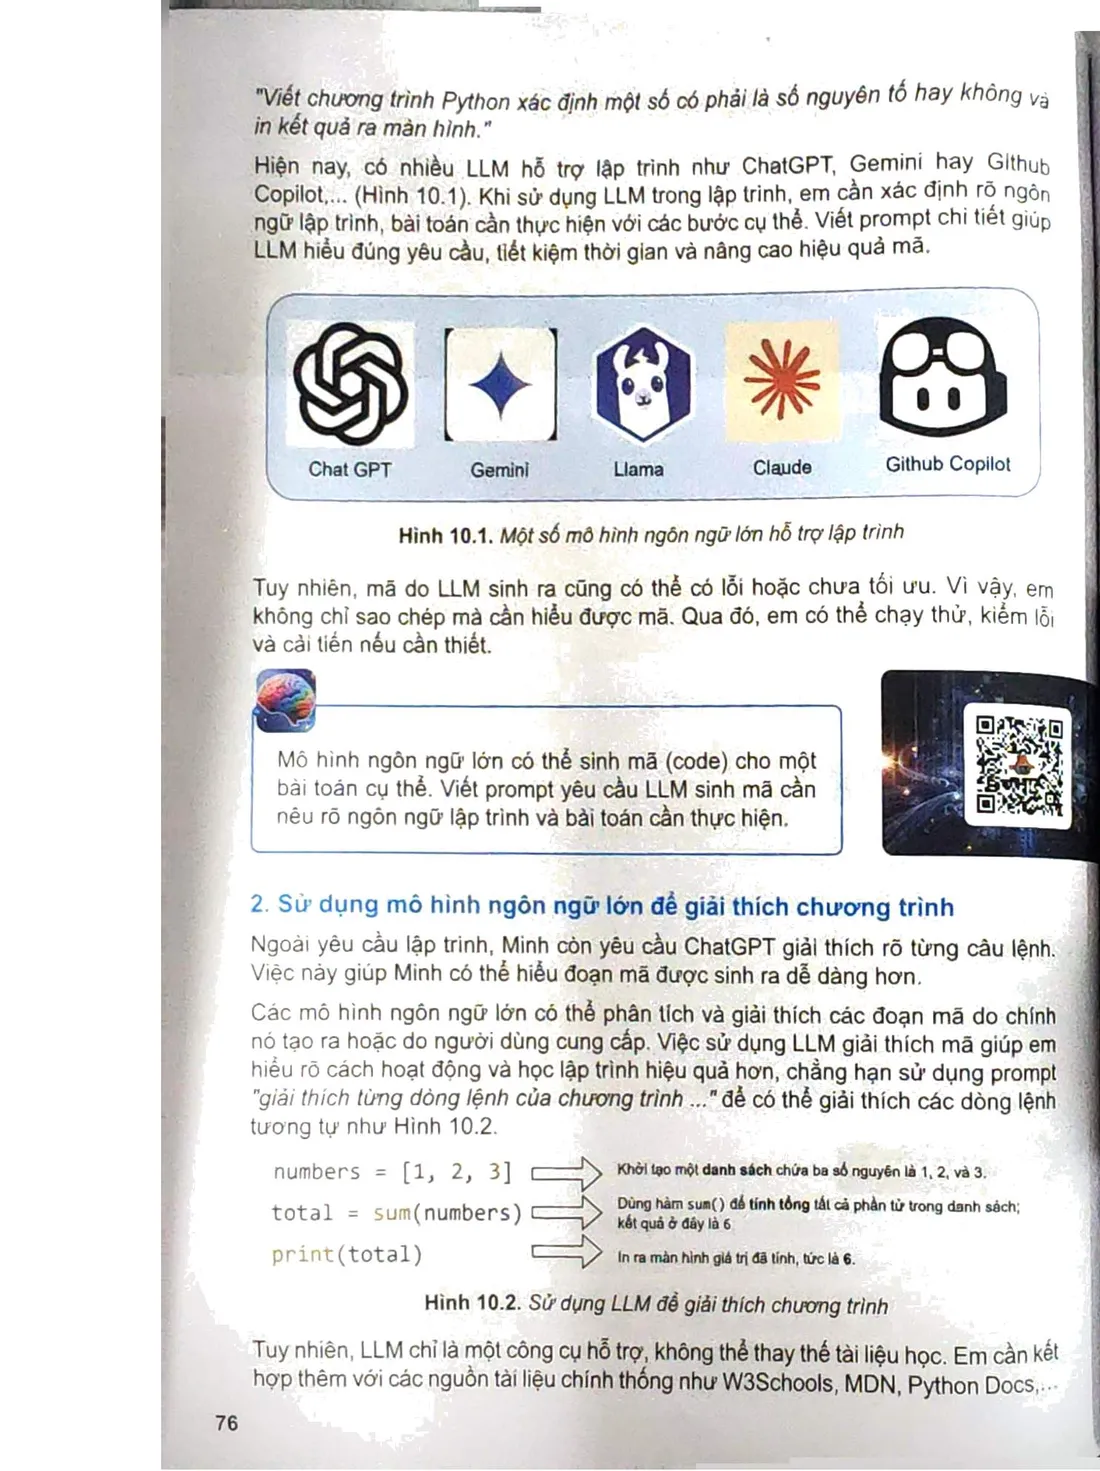 "Viết chương trình Python xác định một số có phải là số nguyên tố hay không và
in kết quả ra màn hình."
Hiện nay, có nhiều LLM hỗ trợ lập trình như ChatGPT, Gemini hay Github
Copilot,... (Hình 10.1). Khi sử dụng LLM trong lập trình, em cần xác định rõ ngôn
ngữ lập trình, bài toán cần thực hiện với các bước cụ thể. Viết prompt chi tiết giúp
LLM hiểu đúng yêu cầu, tiết kiệm thời gian và nâng cao hiệu quả mã.
Chat GPT
Gemini
Llama
Claude
Github Copilot
Hình 10.1. Một số mô hình ngôn ngữ lớn hỗ trợ lập trình
Tuy nhiên, mã do LLM sinh ra cũng có thể có lỗi hoặc chưa tối ưu. Vì vậy, em
không chỉ sao chép mà cần hiểu được mã. Qua đó, em có thể chạy thử, kiểm lỗi
và cải tiến nếu cần thiết.
Mô hình ngôn ngữ lớn có thể sinh mã (code) cho một
bài toán cụ thể. Viết prompt yêu cầu LLM sinh mã cần
nêu rõ ngôn ngữ lập trình và bài toán cần thực hiện.
2. Sử dụng mô hình ngôn ngữ lớn để giải thích chương trình
Ngoài yêu cầu lập trình, Minh còn yêu cầu ChatGPT giải thích rõ từng câu lệnh.
Việc này giúp Minh có thể hiểu đoạn mã được sinh ra dễ dàng hơn.
Các mô hình ngôn ngữ lớn có thể phân tích và giải thích các đoạn mã do chính
nó tạo ra hoặc do người dùng cung cấp. Việc sử dụng LLM giải thích mã giúp em
hiểu rõ cách hoạt động và học lập trình hiệu quả hơn, chẳng hạn sử dụng prompt
"giải thích từng dòng lệnh của chương trình ..." để có thể giải thích các dòng lệnh
tương tự như Hình 10.2.
numbers = [1, 2, 3]
Khởi tạo một danh sách chứa ba số nguyên là 1, 2, và 3.
total = sum(numbers)
Dùng hàm sum() để tính tổng tất cả phần tử trong danh sách;
kết quả ở đây là 6
print(total)
In ra màn hình giá trị đã tính, tức là 6.
Hình 10.2. Sử dụng LLM để giải thích chương trình
Tuy nhiên, LLM chỉ là một công cụ hỗ trợ, không thể thay thế tài liệu học. Em cần kết
hợp thêm với các nguồn tài liệu chính thống như W3Schools, MDN, Python Docs,...
76